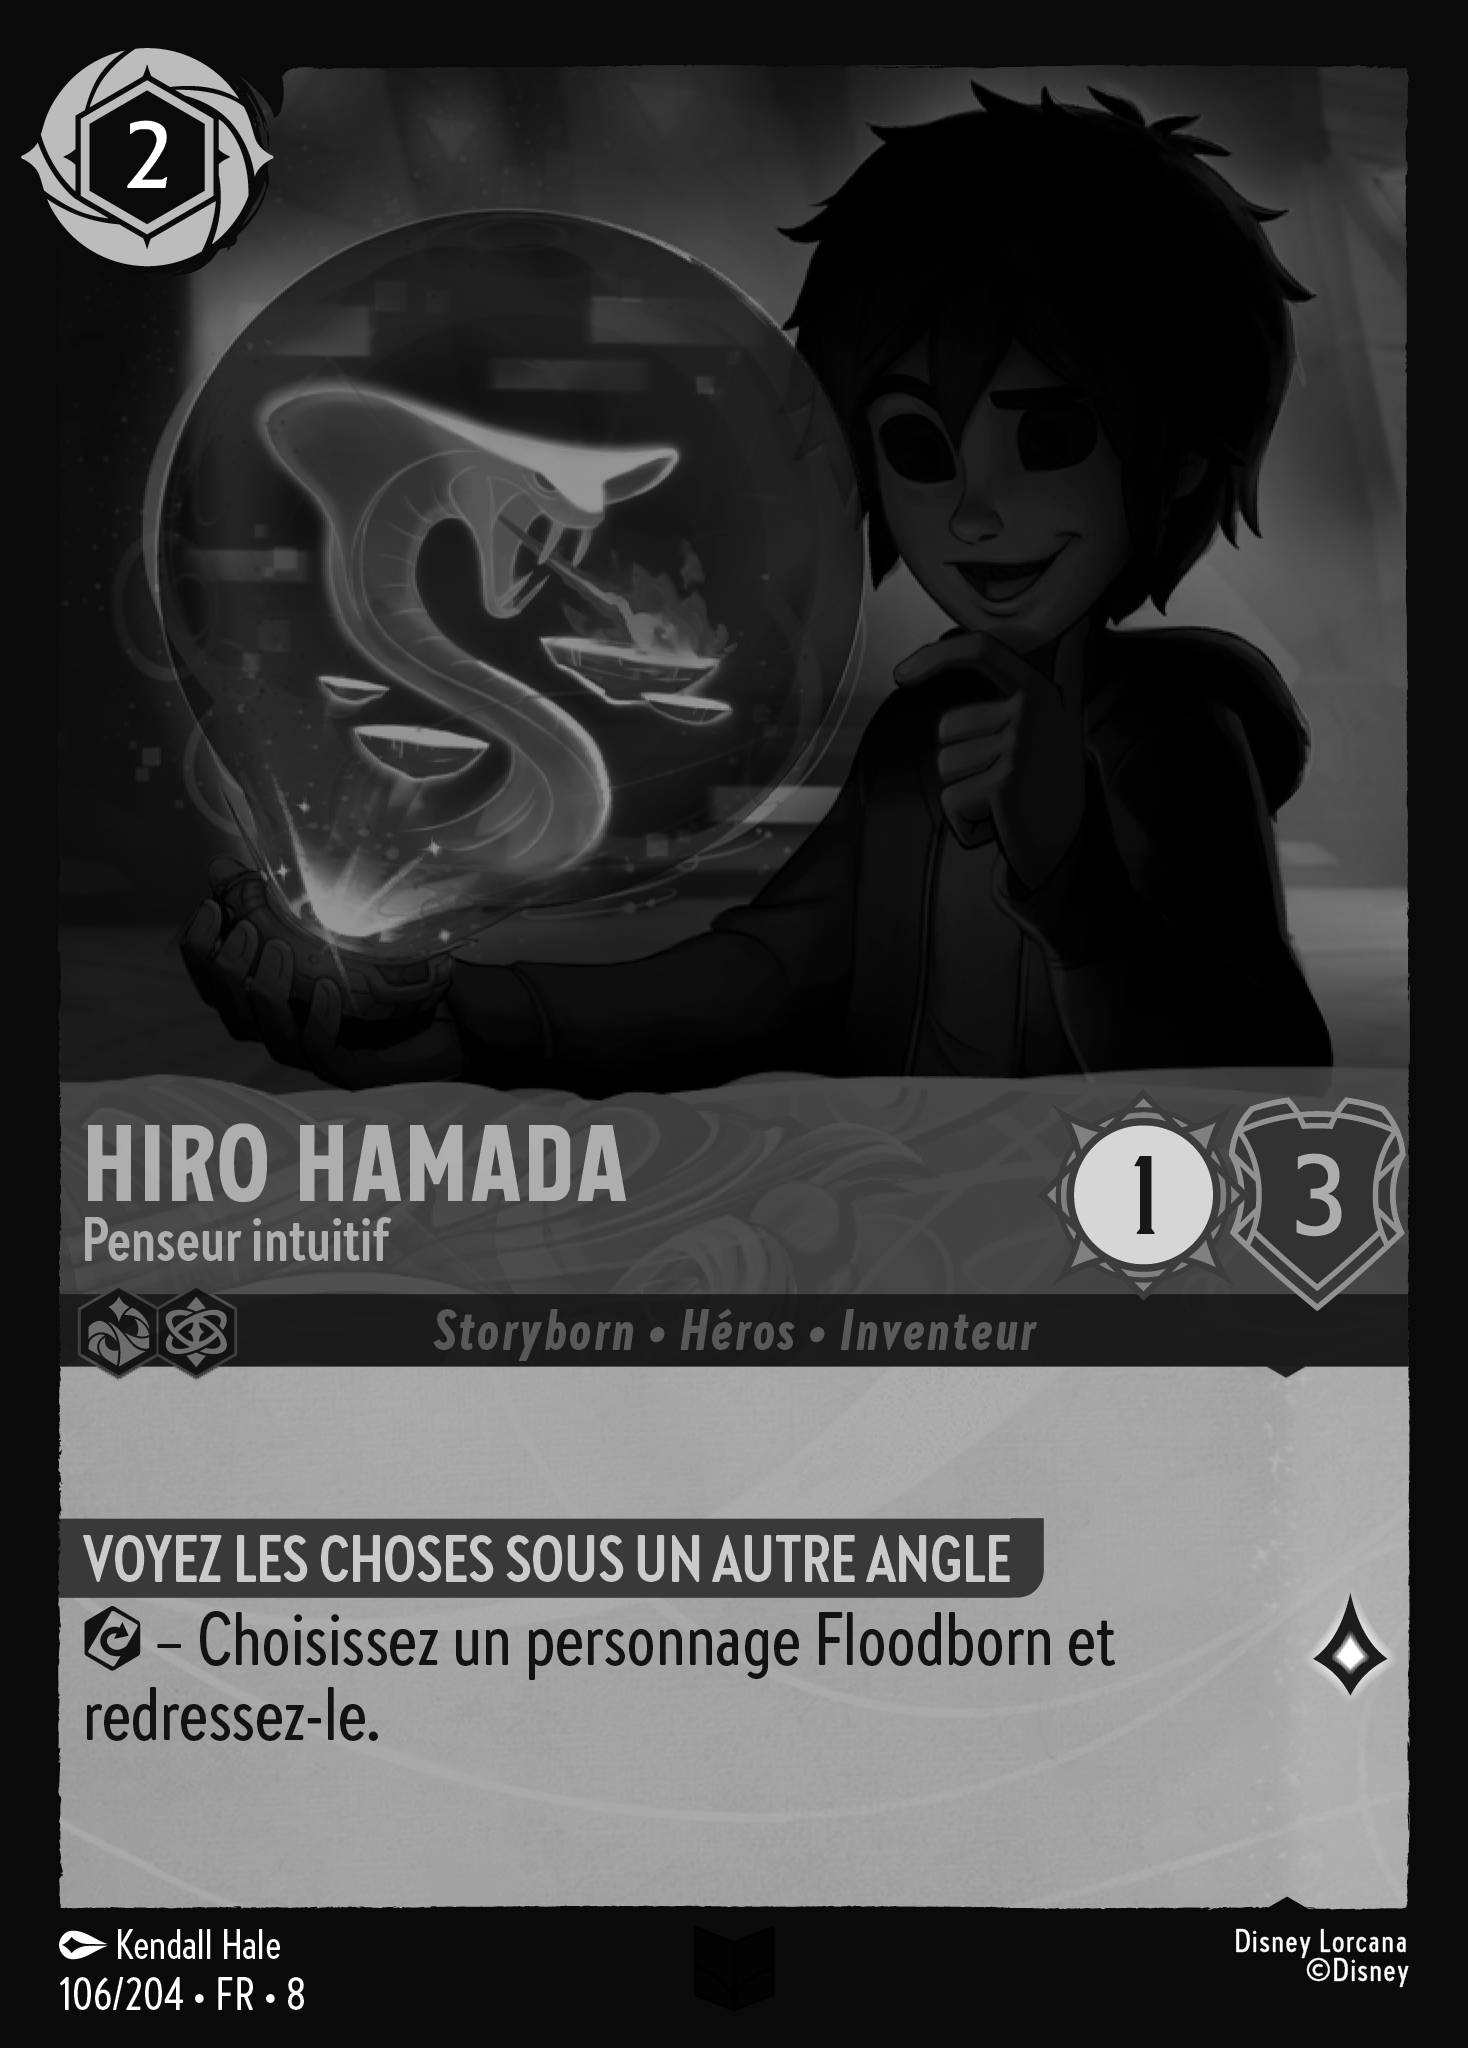 2
HIRO HAMADA
1 3
Penseur intuitif
Storyborn • Héros • Inventeur
VOYEZ LES CHOSES SOUS UN AUTRE ANGLE
– Choisissez un personnage Floodborn et
redressez-le.
Kendall Hale
106/204 • FR • 8
Disney Lorcana
©Disney